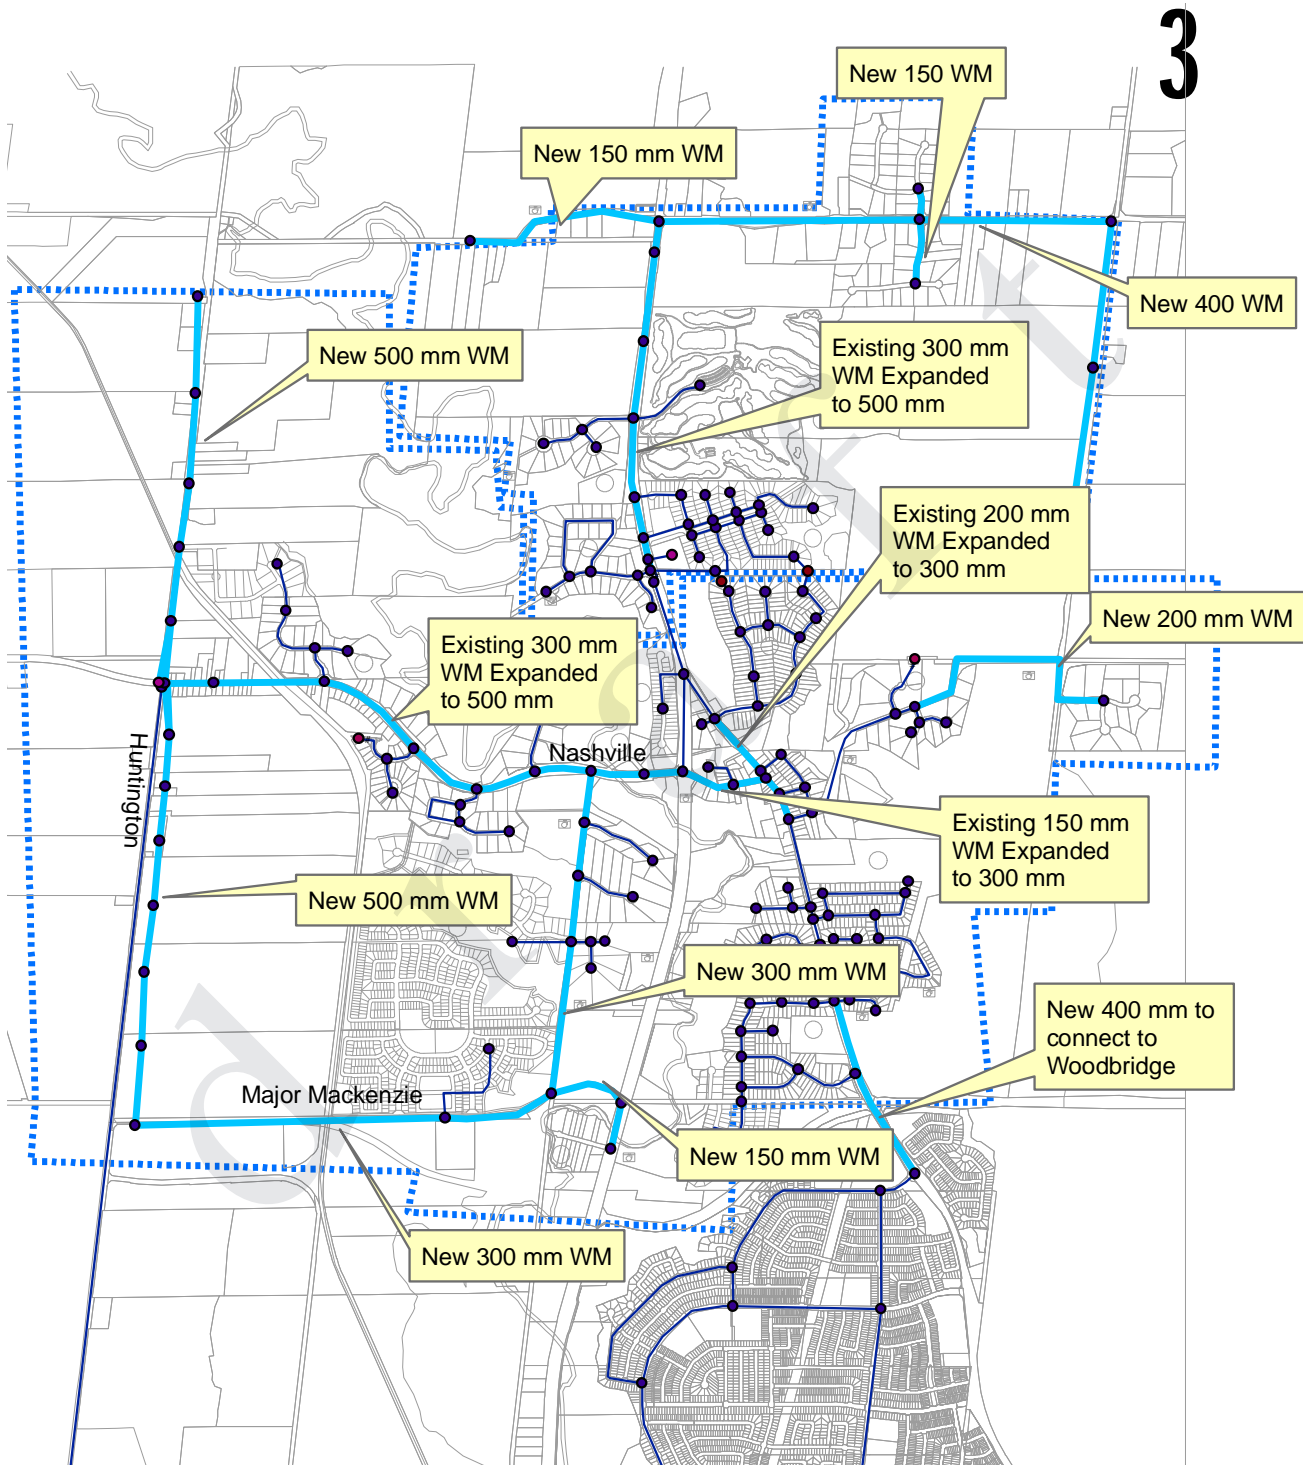 3
New 150 WM
New 150 mm WM
New 400 WM
New 500 mm WM
Existing 300 mm
WM Expanded
to 500 mm
Existing 200 mm
WM Expanded
to 300 mm
New 200 mm WM
Existing 300 mm
WM Expanded
to 500 mm
Nashville
Huntington
Existing 150 mm
WM Expanded
to 300 mm
New 500 mm WM
New 300 mm WM
New 400 mm to
connect to
Woodbridge
Major Mackenzie
New 150 mm WM
New 300 mm WM
draft